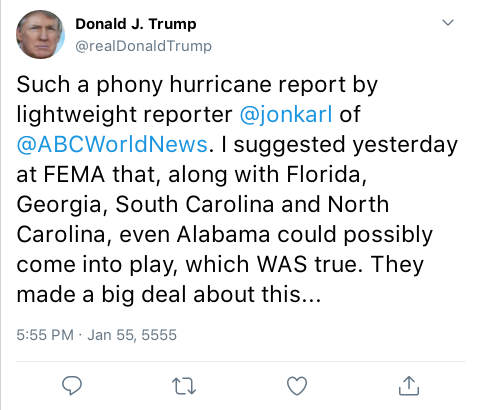 Donald J. Trump
@realDonaldTrump
Such a phony hurricane report by
lightweight reporter @jonkarl of
@ABCWorldNews. I suggested yesterday
at FEMA that, along with Florida,
Georgia, South Carolina and North
Carolina, even Alabama could possibly
come into play, which WAS true. They
made a big deal about this...
5:55 PM · Jan 55, 5555